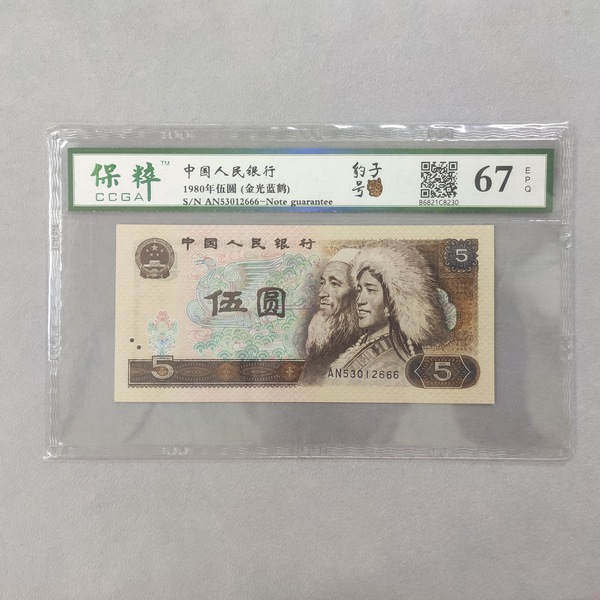 保粹™
CCGA
中国人民银行
1980年伍圆 (金光蓝鹤)
S/N AN53012666-Note guarantee
豹子号
B6821C8230
67
EPQ
中国人民银行
5
伍圆
5
AN53012666
5